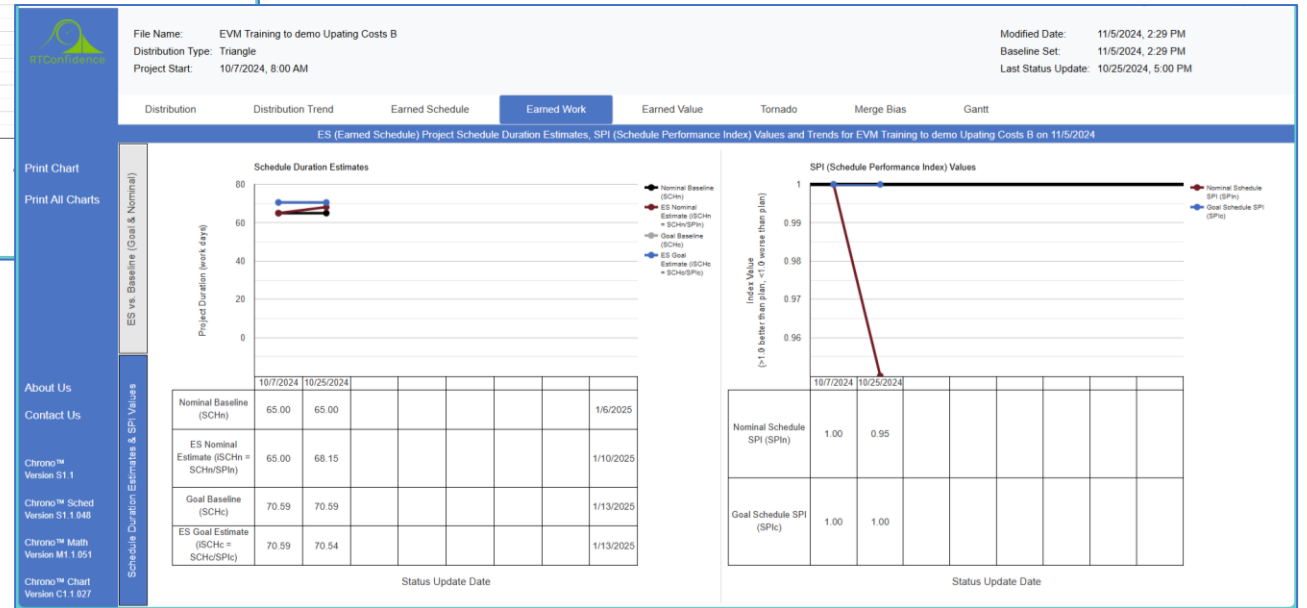 RTConfidence
File Name: EVM Training to demo Upating Costs B
Distribution Type: Triangle
Project Start: 10/7/2024, 8:00 AM
Modified Date: 11/5/2024, 2:29 PM
Baseline Set: 11/5/2024, 2:29 PM
Last Status Update: 10/25/2024, 5:00 PM
Distribution Distribution Trend Earned Schedule Earned Work Earned Value Tornado Merge Bias Gantt
ES (Earned Schedule) Project Schedule Duration Estimates, SPI (Schedule Performance Index) Values and Trends for EVM Training to demo Upating Costs B on 11/5/2024
Print Chart
Print All Charts
About Us
Contact Us
Chrono™
Version S1.1
Chrono™ Sched
Version S1.1.048
Chrono™ Math
Version M1.1.051
Chrono™ Chart
Version C1.1.027
ES vs. Baseline (Goal & Nominal)
Schedule Duration Estimates & SPI Values
Schedule Duration Estimates
Project Duration (work days)
80
60
40
20
0
Nominal Baseline
(SCHn)
ES Nominal
Estimate (iSCHn
= SCHn/SPIn)
Goal Baseline
(SCHc)
ES Goal
Estimate (iSCHc
= SCHc/SPIc)
10/7/2024 10/25/2024
Nominal Baseline
(SCHn)
65.00 65.00 1/6/2025
ES Nominal
Estimate (iSCHn =
SCHn/SPIn)
65.00 68.15 1/10/2025
Goal Baseline
(SCHc)
70.59 70.59 1/13/2025
ES Goal Estimate
(iSCHc =
SCHc/SPIc)
70.59 70.54 1/13/2025
Status Update Date
SPI (Schedule Performance Index) Values
Index Value
(>1.0 better than plan, <1.0 worse than plan)
1
0.99
0.98
0.97
0.96
Nominal Schedule
SPI (SPIn)
Goal Schedule SPI
(SPIc)
10/7/2024 10/25/2024
Nominal Schedule
SPI (SPIn)
1.00 0.95
Goal Schedule SPI
(SPIc)
1.00 1.00
Status Update Date